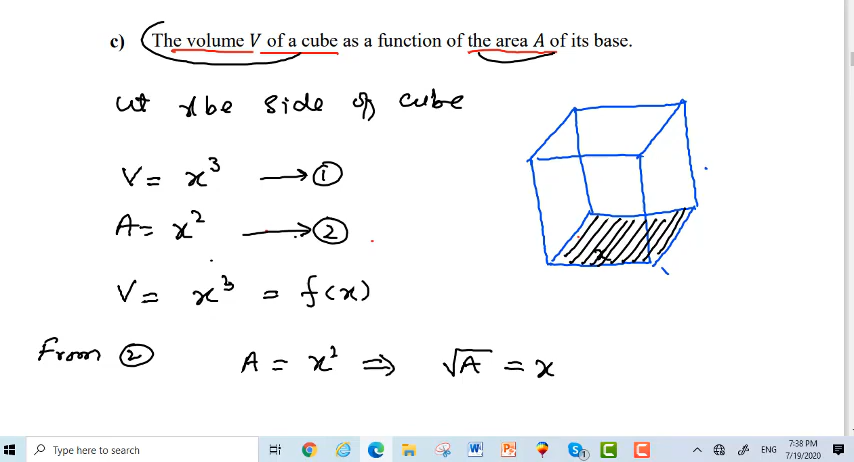 c) The volume V of a cube as a function of the area A of its base.
Let x be side of cube
V = x³ → ①
A = x² → ②
V = x³ = f(x)
From ② A = x² ⇒ √A = x
x
Type here to search
ENG
7:38 PM
7/19/2020